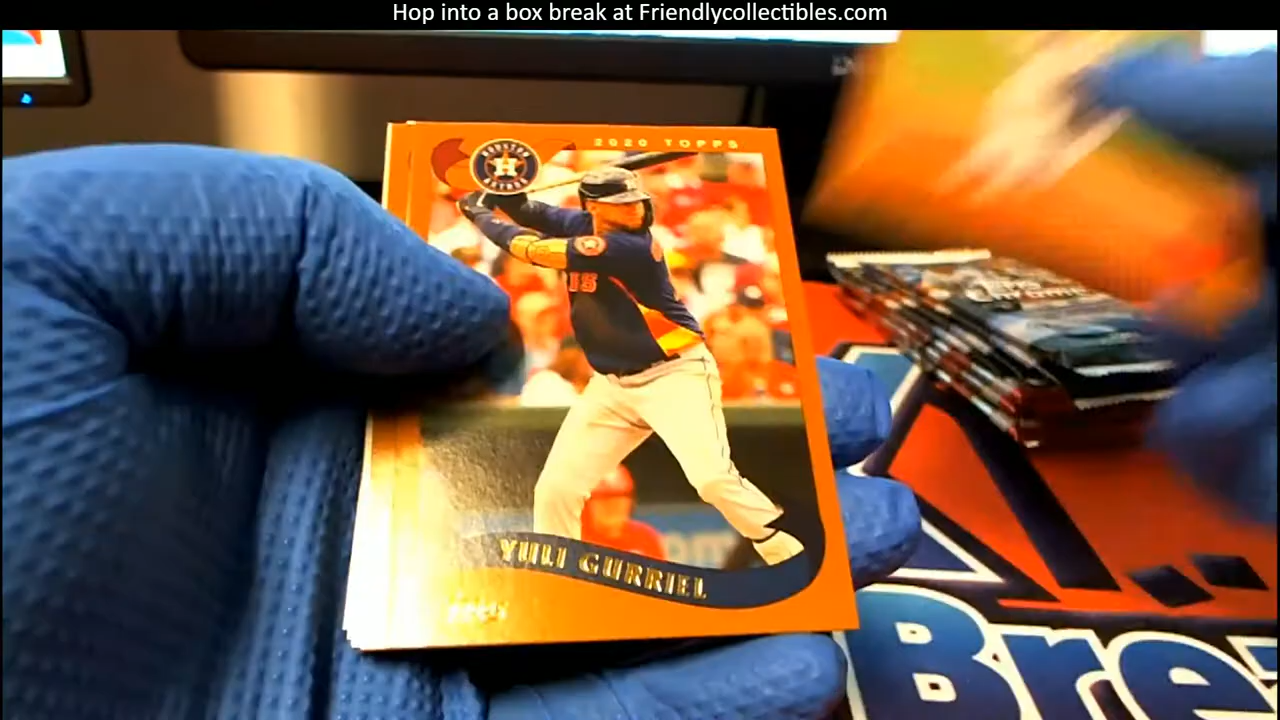 Hop into a box break at Friendlycollectibles.com
HOUSTON
H
ASTROS
2020 TOPPS
15
YULI GURRIEL
Bre